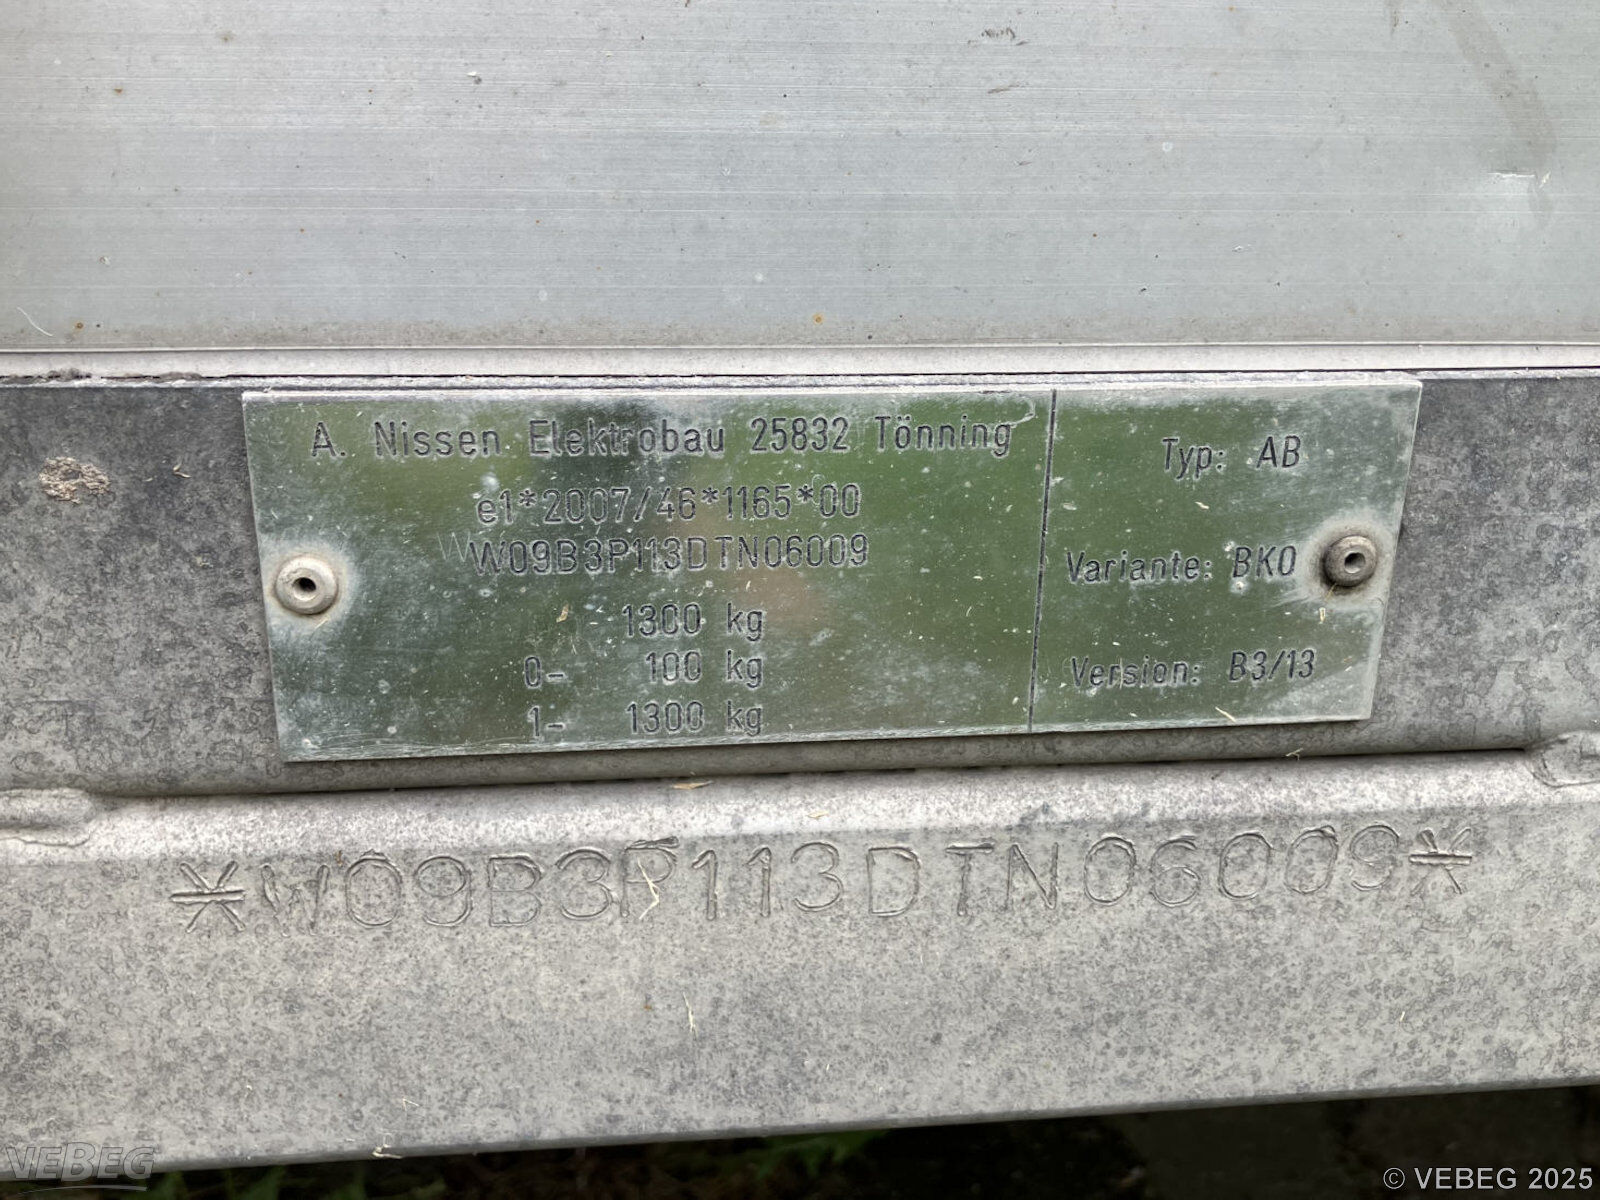 A. Nissen Elektrobau 25832 Tönning
e1*2007/46*1165*00
W09B3P113DTN06009
1300 kg
0- 100 kg
1- 1300 kg
Typ: AB
Variante: BK0
Version: B3/13
*W09B3P113DTN06009*
VEBEG
© VEBEG 2025